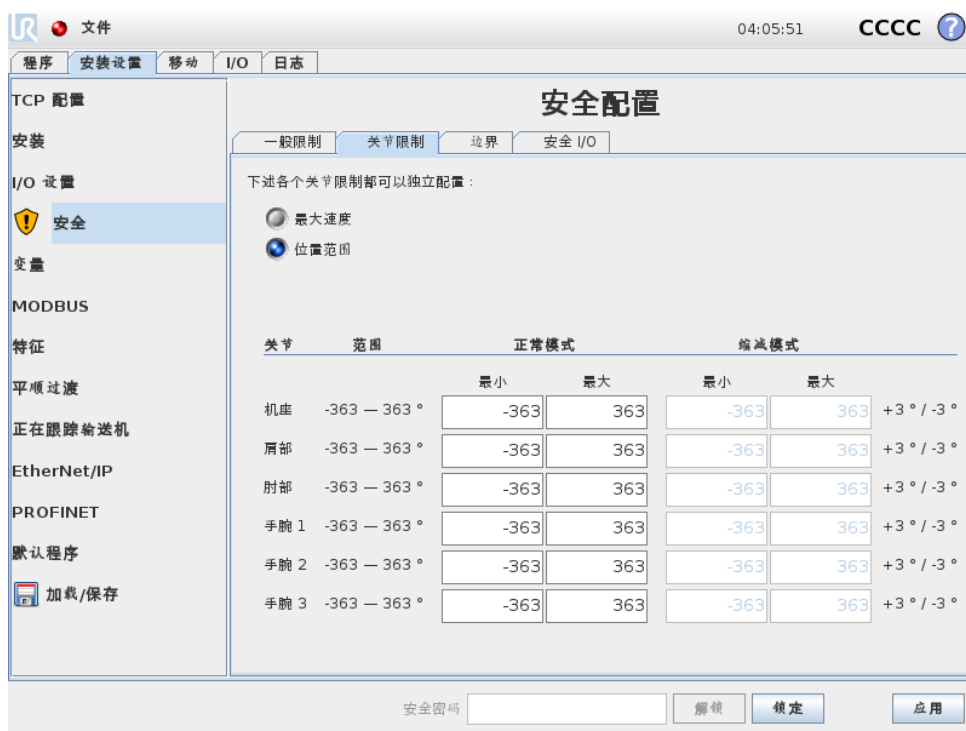 UR 文件 04:05:51 CCCC ?
程序 安装设置 移动 I/O 日志
TCP 配置
安装
I/O 设置
安全
变量
MODBUS
特征
平顺过渡
正在跟踪输送机
EtherNet/IP
PROFINET
默认程序
加载/保存
安全配置
一般限制 关节限制 边界 安全 I/O
下述各个关节限制都可以独立配置：
最大速度
位置范围
关节 范围 正常模式 缩减模式
最小 最大 最小 最大
机座 -363 — 363 ° -363 363 -363 363 +3 ° / -3 °
肩部 -363 — 363 ° -363 363 -363 363 +3 ° / -3 °
肘部 -363 — 363 ° -363 363 -363 363 +3 ° / -3 °
手腕 1 -363 — 363 ° -363 363 -363 363 +3 ° / -3 °
手腕 2 -363 — 363 ° -363 363 -363 363 +3 ° / -3 °
手腕 3 -363 — 363 ° -363 363 -363 363 +3 ° / -3 °
安全密码 解锁 锁定 应用